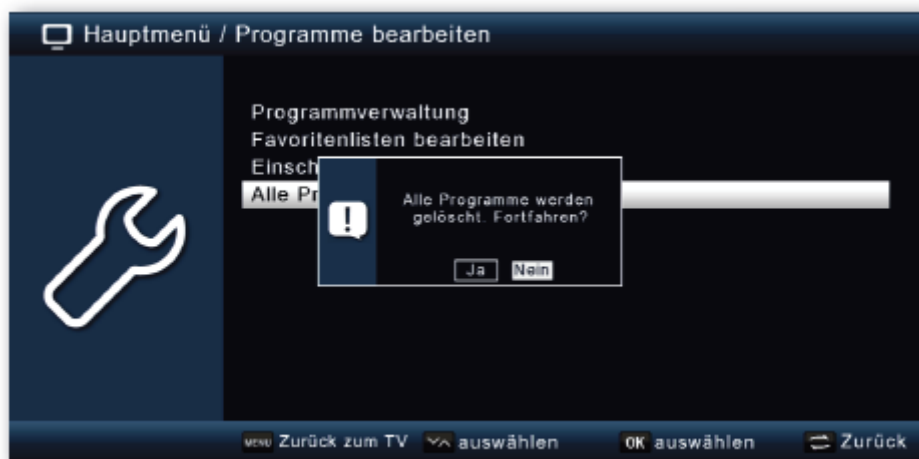 Hauptmenü / Programme bearbeiten
Programmverwaltung
Favoritenlisten bearbeiten
Einsch
Alle Pr
!
Alle Programme werden
gelöscht. Fortfahren?
Ja Nein
MENU Zurück zum TV auswählen OK auswählen Zurück